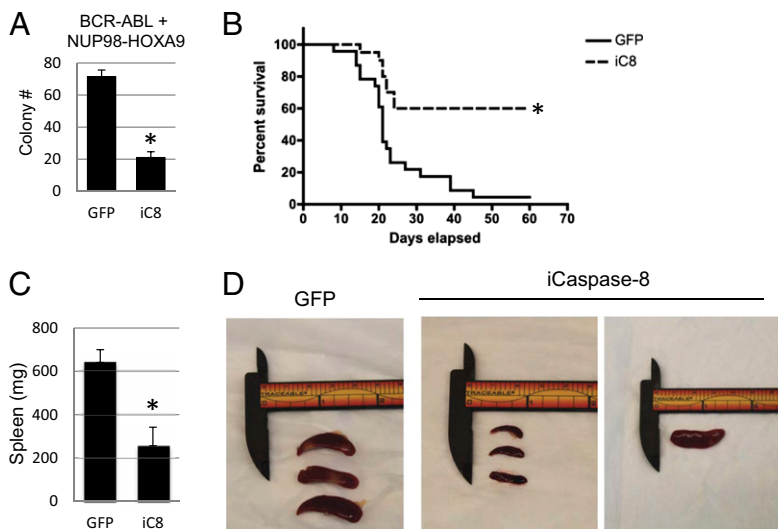 A
BCR-ABL +
NUP98-HOXA9
Colony #
80
60
40
20
0
GFP iC8
*
B
Percent survival
100
80
60
40
20
0
0 10 20 30 40 50 60 70
Days elapsed
GFP
iC8
*
C
Spleen (mg)
800
600
400
200
0
GFP iC8
*
D
GFP
iCaspase-8
TRACEABLE
TRACEABLE
TRACEABLE